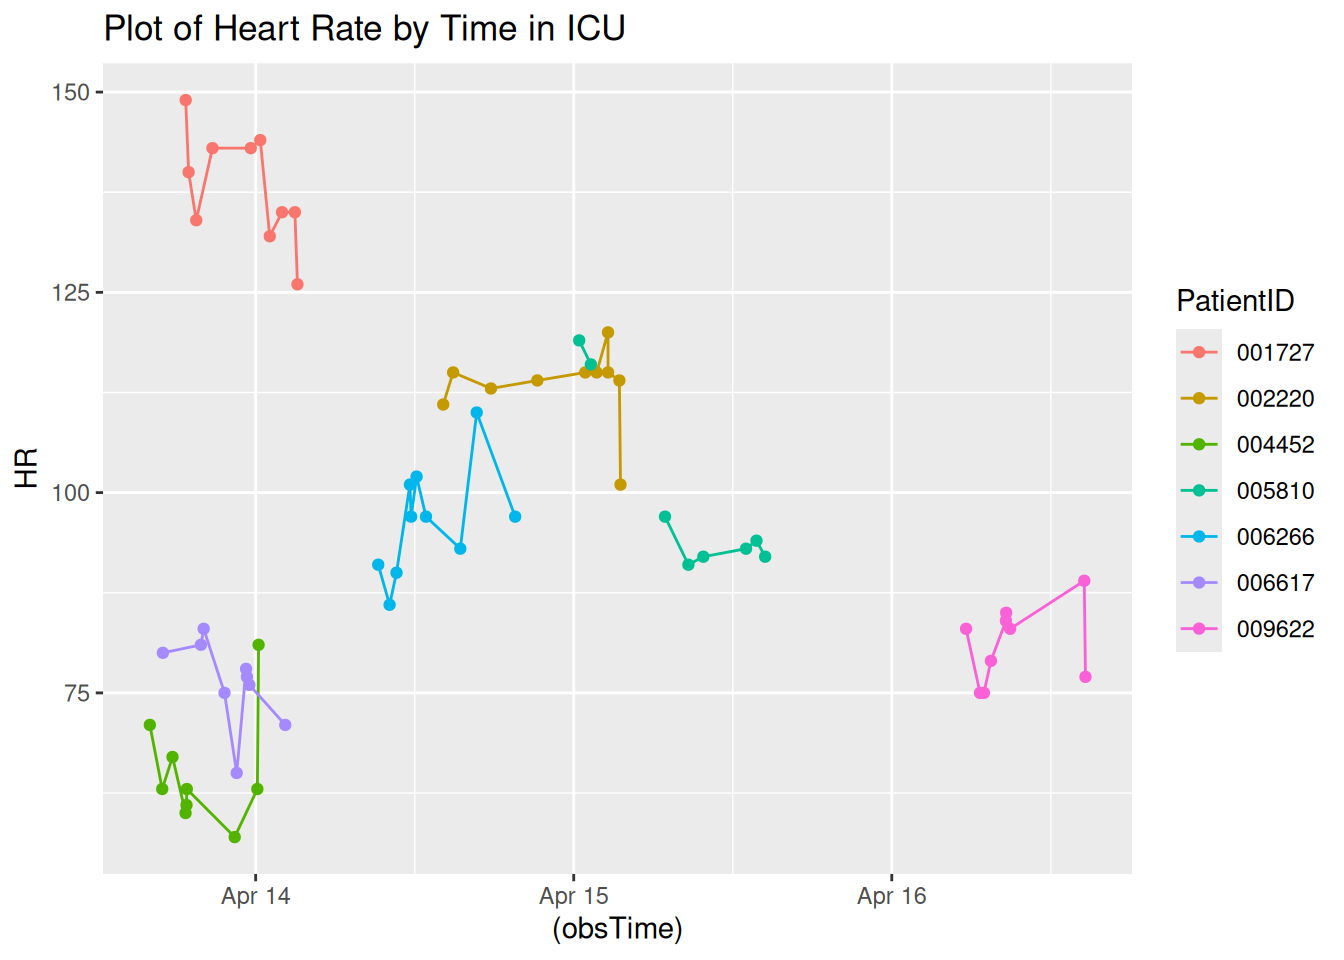 Plot of Heart Rate by Time in ICU
150
125
100
75
HR
Apr 14
Apr 15
Apr 16
(obsTime)
PatientID
001727
002220
004452
005810
006266
006617
009622